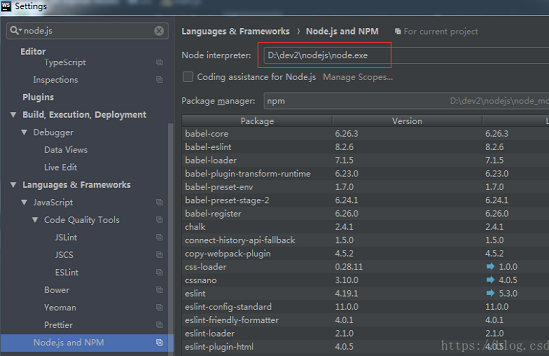 WS Settings
node.js
Languages & Frameworks › Node.js and NPM For current project
Editor
TypeScript
Inspections
Plugins
Build, Execution, Deployment
Debugger
Data Views
Live Edit
Languages & Frameworks
JavaScript
Code Quality Tools
JSLint
JSCS
ESLint
Bower
Yeoman
Prettier
Node.js and NPM
Node interpreter: D:\dev2\nodejs\node.exe
Coding assistance for Node.js Manage Scopes...
Package manager: npm D:\dev2\nodejs\node_mo
Package Version L
babel-core 6.26.3 6.26.3
babel-eslint 8.2.6 8.2.6
babel-loader 7.1.5 7.1.5
babel-plugin-transform-runtime 6.23.0 6.23.0
babel-preset-env 1.7.0 1.7.0
babel-preset-stage-2 6.24.1 6.24.1
babel-register 6.26.0 6.26.0
chalk 2.4.1 2.4.1
connect-history-api-fallback 1.5.0 1.5.0
copy-webpack-plugin 4.5.2 4.5.2
css-loader 0.28.11 1.0.0
cssnano 3.10.0 4.0.5
eslint 4.19.1 5.3.0
eslint-config-standard 11.0.0 11.0.0
eslint-friendly-formatter 4.0.1 4.0.1
eslint-loader 2.1.0 2.1.0
eslint-plugin-html 4.0.5 4.0.5
https://blog.csd